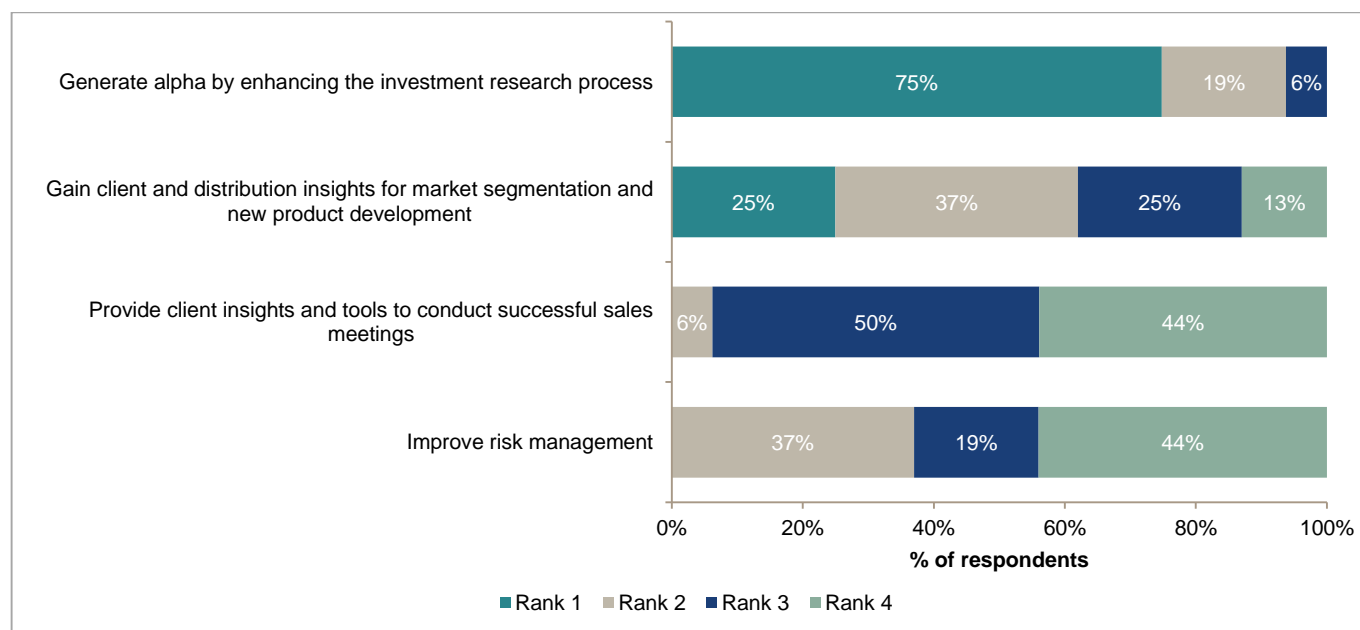 Generate alpha by enhancing the investment research process
75%
19%
6%
Gain client and distribution insights for market segmentation and
new product development
25%
37%
25%
13%
Provide client insights and tools to conduct successful sales
meetings
6%
50%
44%
Improve risk management
37%
19%
44%
0%
20%
40%
60%
80%
100%
% of respondents
Rank 1
Rank 2
Rank 3
Rank 4